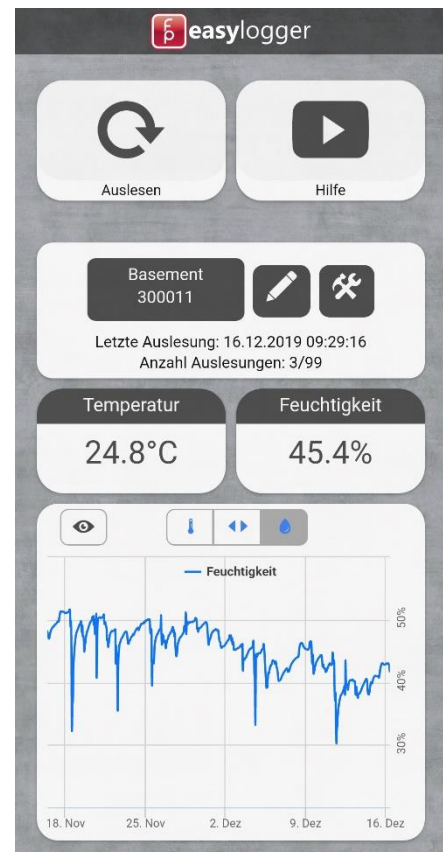 easylogger
Auslesen
Hilfe
Basement
300011
Letzte Auslesung: 16.12.2019 09:29:16
Anzahl Auslesungen: 3/99
Temperatur
Feuchtigkeit
24.8°C
45.4%
Feuchtigkeit
50%
40%
30%
18. Nov
25. Nov
2. Dez
9. Dez
16. Dez